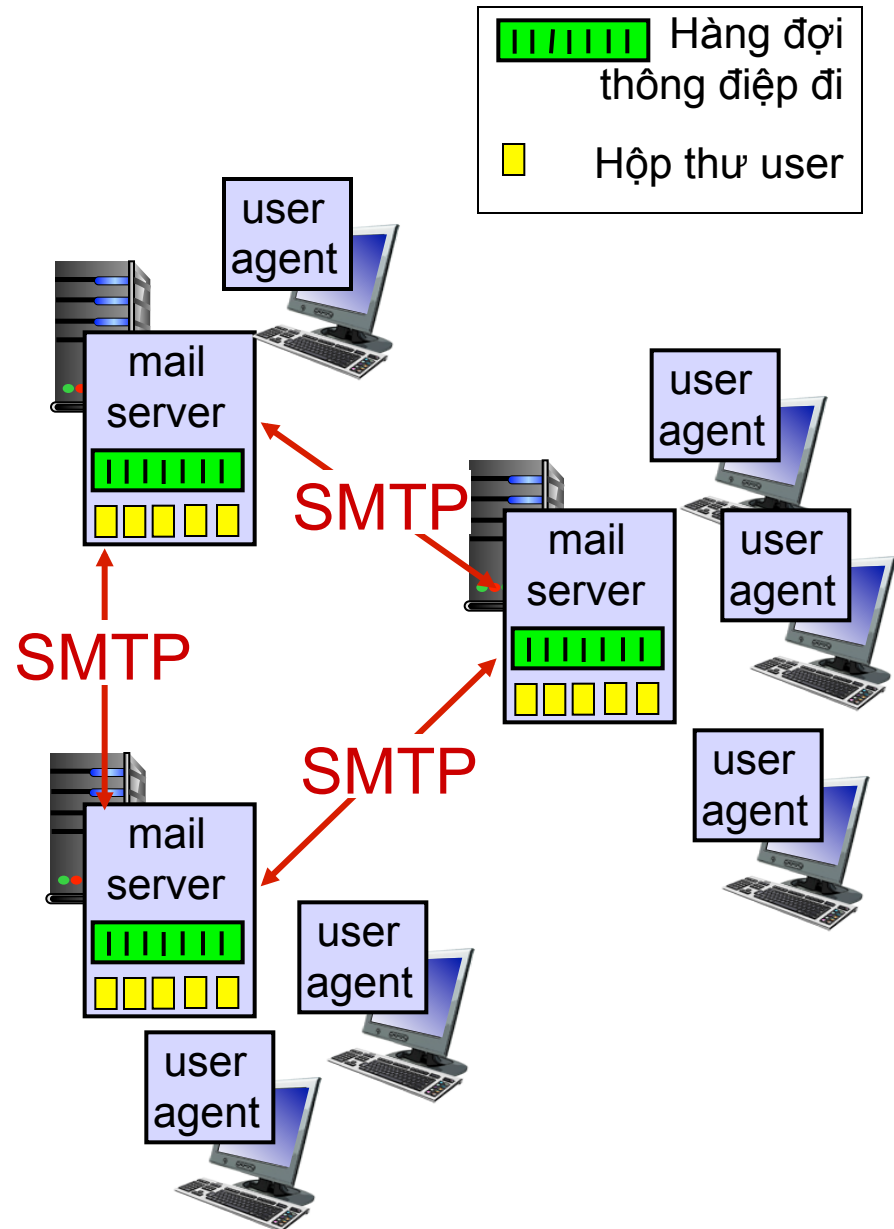 Hàng đợi
thông điệp đi
Hộp thư user
user
agent
mail
server
SMTP
user
agent
mail
server
user
agent
SMTP
SMTP
user
agent
mail
server
user
agent
user
agent